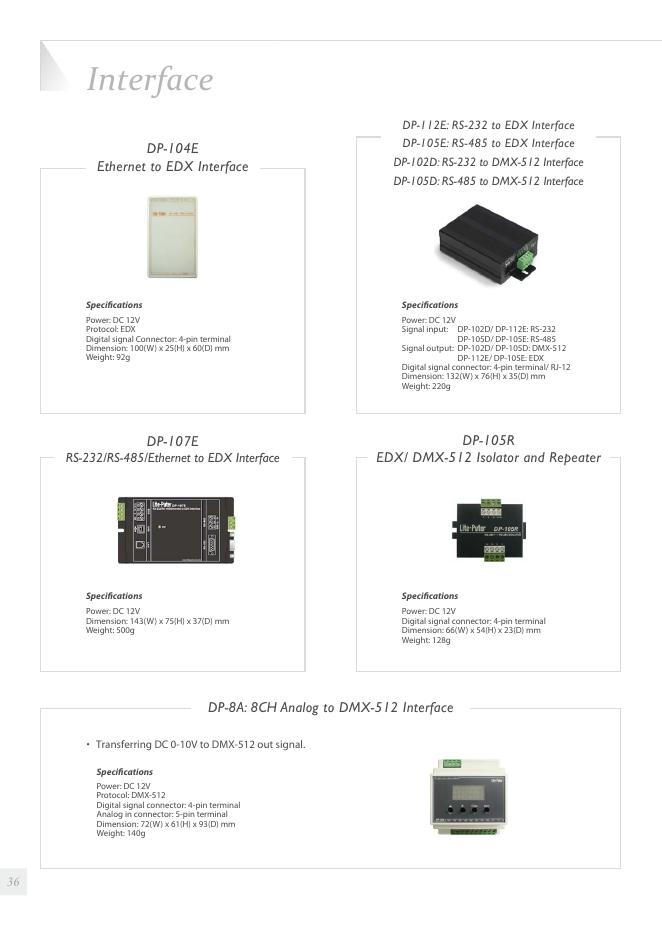 Interface
DP-104E
Ethernet to EDX Interface
Specifications
Power: DC 12V
Protocol: EDX
Digital signal Connector: 4-pin terminal
Dimension: 100(W) x 25(H) x 60(D) mm
Weight: 92g
DP-112E: RS-232 to EDX Interface
DP-105E: RS-485 to EDX Interface
DP-102D: RS-232 to DMX-512 Interface
DP-105D: RS-485 to DMX-512 Interface
Specifications
Power: DC 12V
Signal input: DP-102D/ DP-112E: RS-232
DP-105D/ DP-105E: RS-485
Signal output: DP-102D/ DP-105D: DMX-512
DP-112E/ DP-105E: EDX
Digital signal connector: 4-pin terminal/ RJ-12
Dimension: 132(W) x 76(H) x 35(D) mm
Weight: 220g
DP-107E
RS-232/RS-485/Ethernet to EDX Interface
Lite-Puter DP-107E
Specifications
Power: DC 12V
Dimension: 143(W) x 75(H) x 37(D) mm
Weight: 500g
DP-105R
EDX/ DMX-512 Isolator and Repeater
Lite-Puter DP-105R
Specifications
Power: DC 12V
Digital signal connector: 4-pin terminal
Dimension: 66(W) x 54(H) x 23(D) mm
Weight: 128g
DP-8A: 8CH Analog to DMX-512 Interface
• Transferring DC 0-10V to DMX-512 out signal.
Specifications
Power: DC 12V
Protocol: DMX-512
Digital signal connector: 4-pin terminal
Analog in connector: 5-pin terminal
Dimension: 72(W) x 61(H) x 93(D) mm
Weight: 140g
36